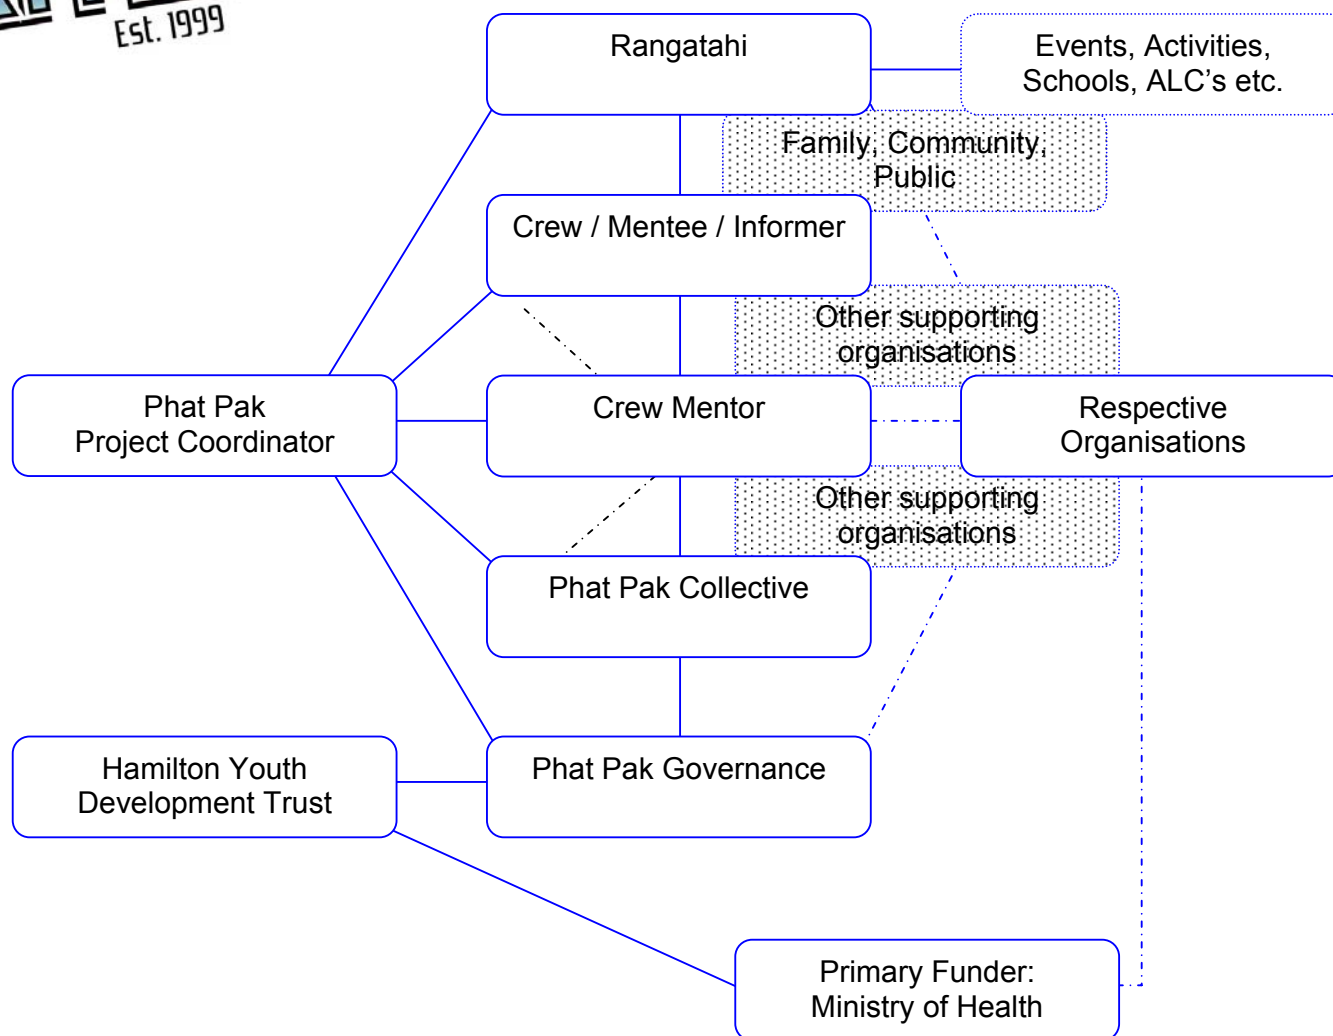 Est. 1999
Rangatahi
Events, Activities,
Schools, ALC's etc.
Family, Community,
Public
Crew / Mentee / Informer
Other supporting
organisations
Phat Pak
Project Coordinator
Crew Mentor
Respective
Organisations
Other supporting
organisations
Phat Pak Collective
Hamilton Youth
Development Trust
Phat Pak Governance
Primary Funder:
Ministry of Health